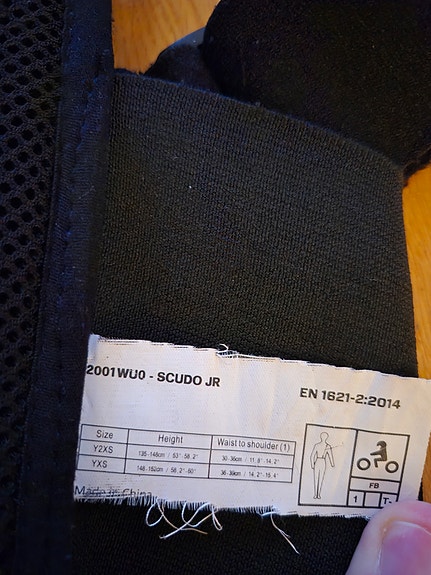 2001WU0 - SCUDO JR
EN 1621-2:2014
Size Height Waist to shoulder (1)
Y2XS 135-148cm / 53".58.2" 30-36cm / 11.8".14.2"
YXS 148-152cm / 58.2"-60" 36-39cm / 14.2".15.4"
FB
1 T-
Made in China